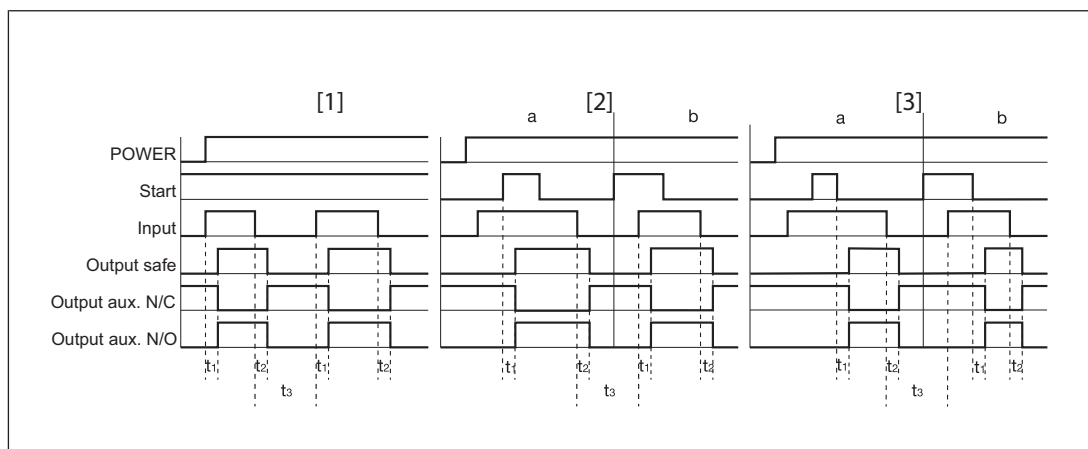 [1] [2] [3]
a b a b
POWER
Start
Input
Output safe
Output aux. N/C
Output aux. N/O
t1 t2 t1 t2 t1 t2 t1 t2 t1 t2 t1 t2
t3 t3 t3